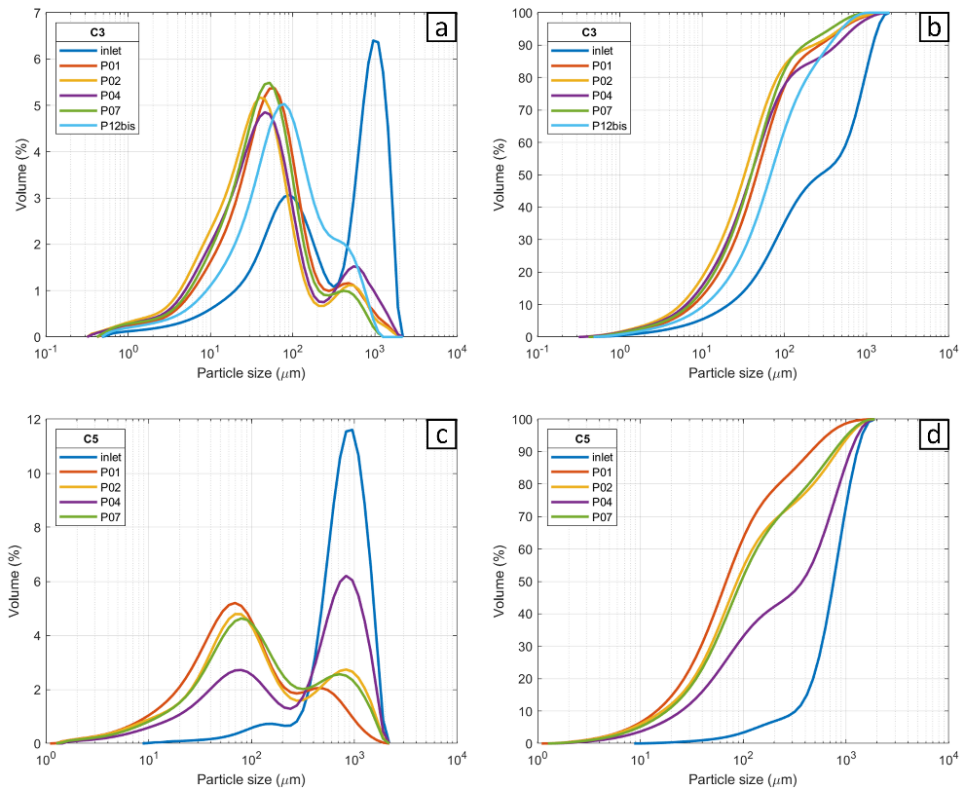 a
C3
inlet
P01
P02
P04
P07
P12bis
Volume (%)
7
6
5
4
3
2
1
0
10-1
100
101
102
103
104
Particle size (μm)
b
C3
inlet
P01
P02
P04
P07
P12bis
Volume (%)
100
90
80
70
60
50
40
30
20
10
0
10-1
100
101
102
103
104
Particle size (μm)
c
C5
inlet
P01
P02
P04
P07
Volume (%)
12
10
8
6
4
2
0
100
101
102
103
104
Particle size (μm)
d
C5
inlet
P01
P02
P04
P07
Volume (%)
100
90
80
70
60
50
40
30
20
10
0
100
101
102
103
104
Particle size (μm)